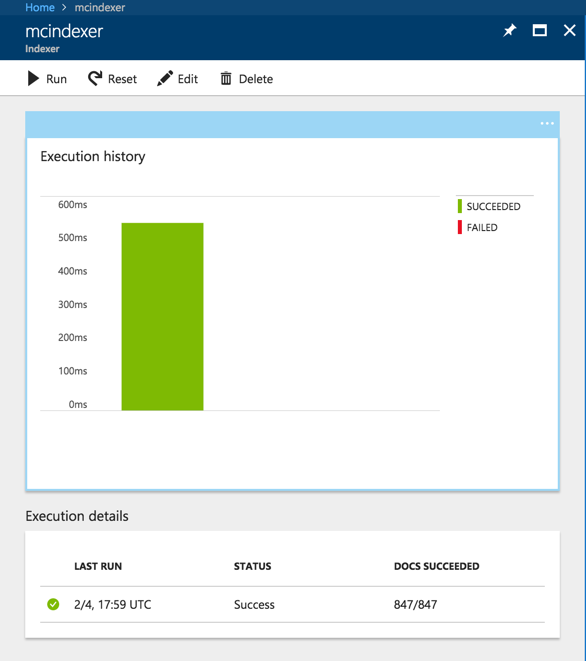 Home > mcindexer
mcindexer
Indexer
Run Reset Edit Delete
...
Execution history
600ms
500ms
400ms
300ms
200ms
100ms
0ms
SUCCEEDED
FAILED
Execution details
LAST RUN STATUS DOCS SUCCEEDED
2/4, 17:59 UTC Success 847/847